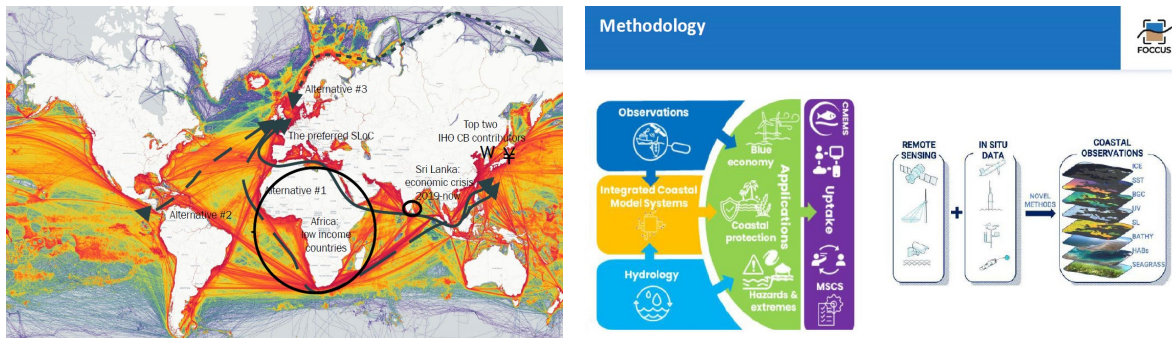 Alternative #3
The preferred SLoC
Top two
IHO CB contributors
W ¥
Sri Lanka:
economic crisis
2019-now
Alternative #1
Alternative #2
Africa:
low income
countries
Methodology
FOCCUS
Observations
Integrated Coastal
Model Systems
Hydrology
Blue
economy
Coastal
protection
Hazards &
extremes
Applications
CMEMS
Uptake
MSCS
REMOTE
SENSING
+
IN SITU
DATA
NOVEL
METHODS
COASTAL
OBSERVATIONS
ICE
SST
BGC
UV
SL
BATHY
HABs
SEAGRASS